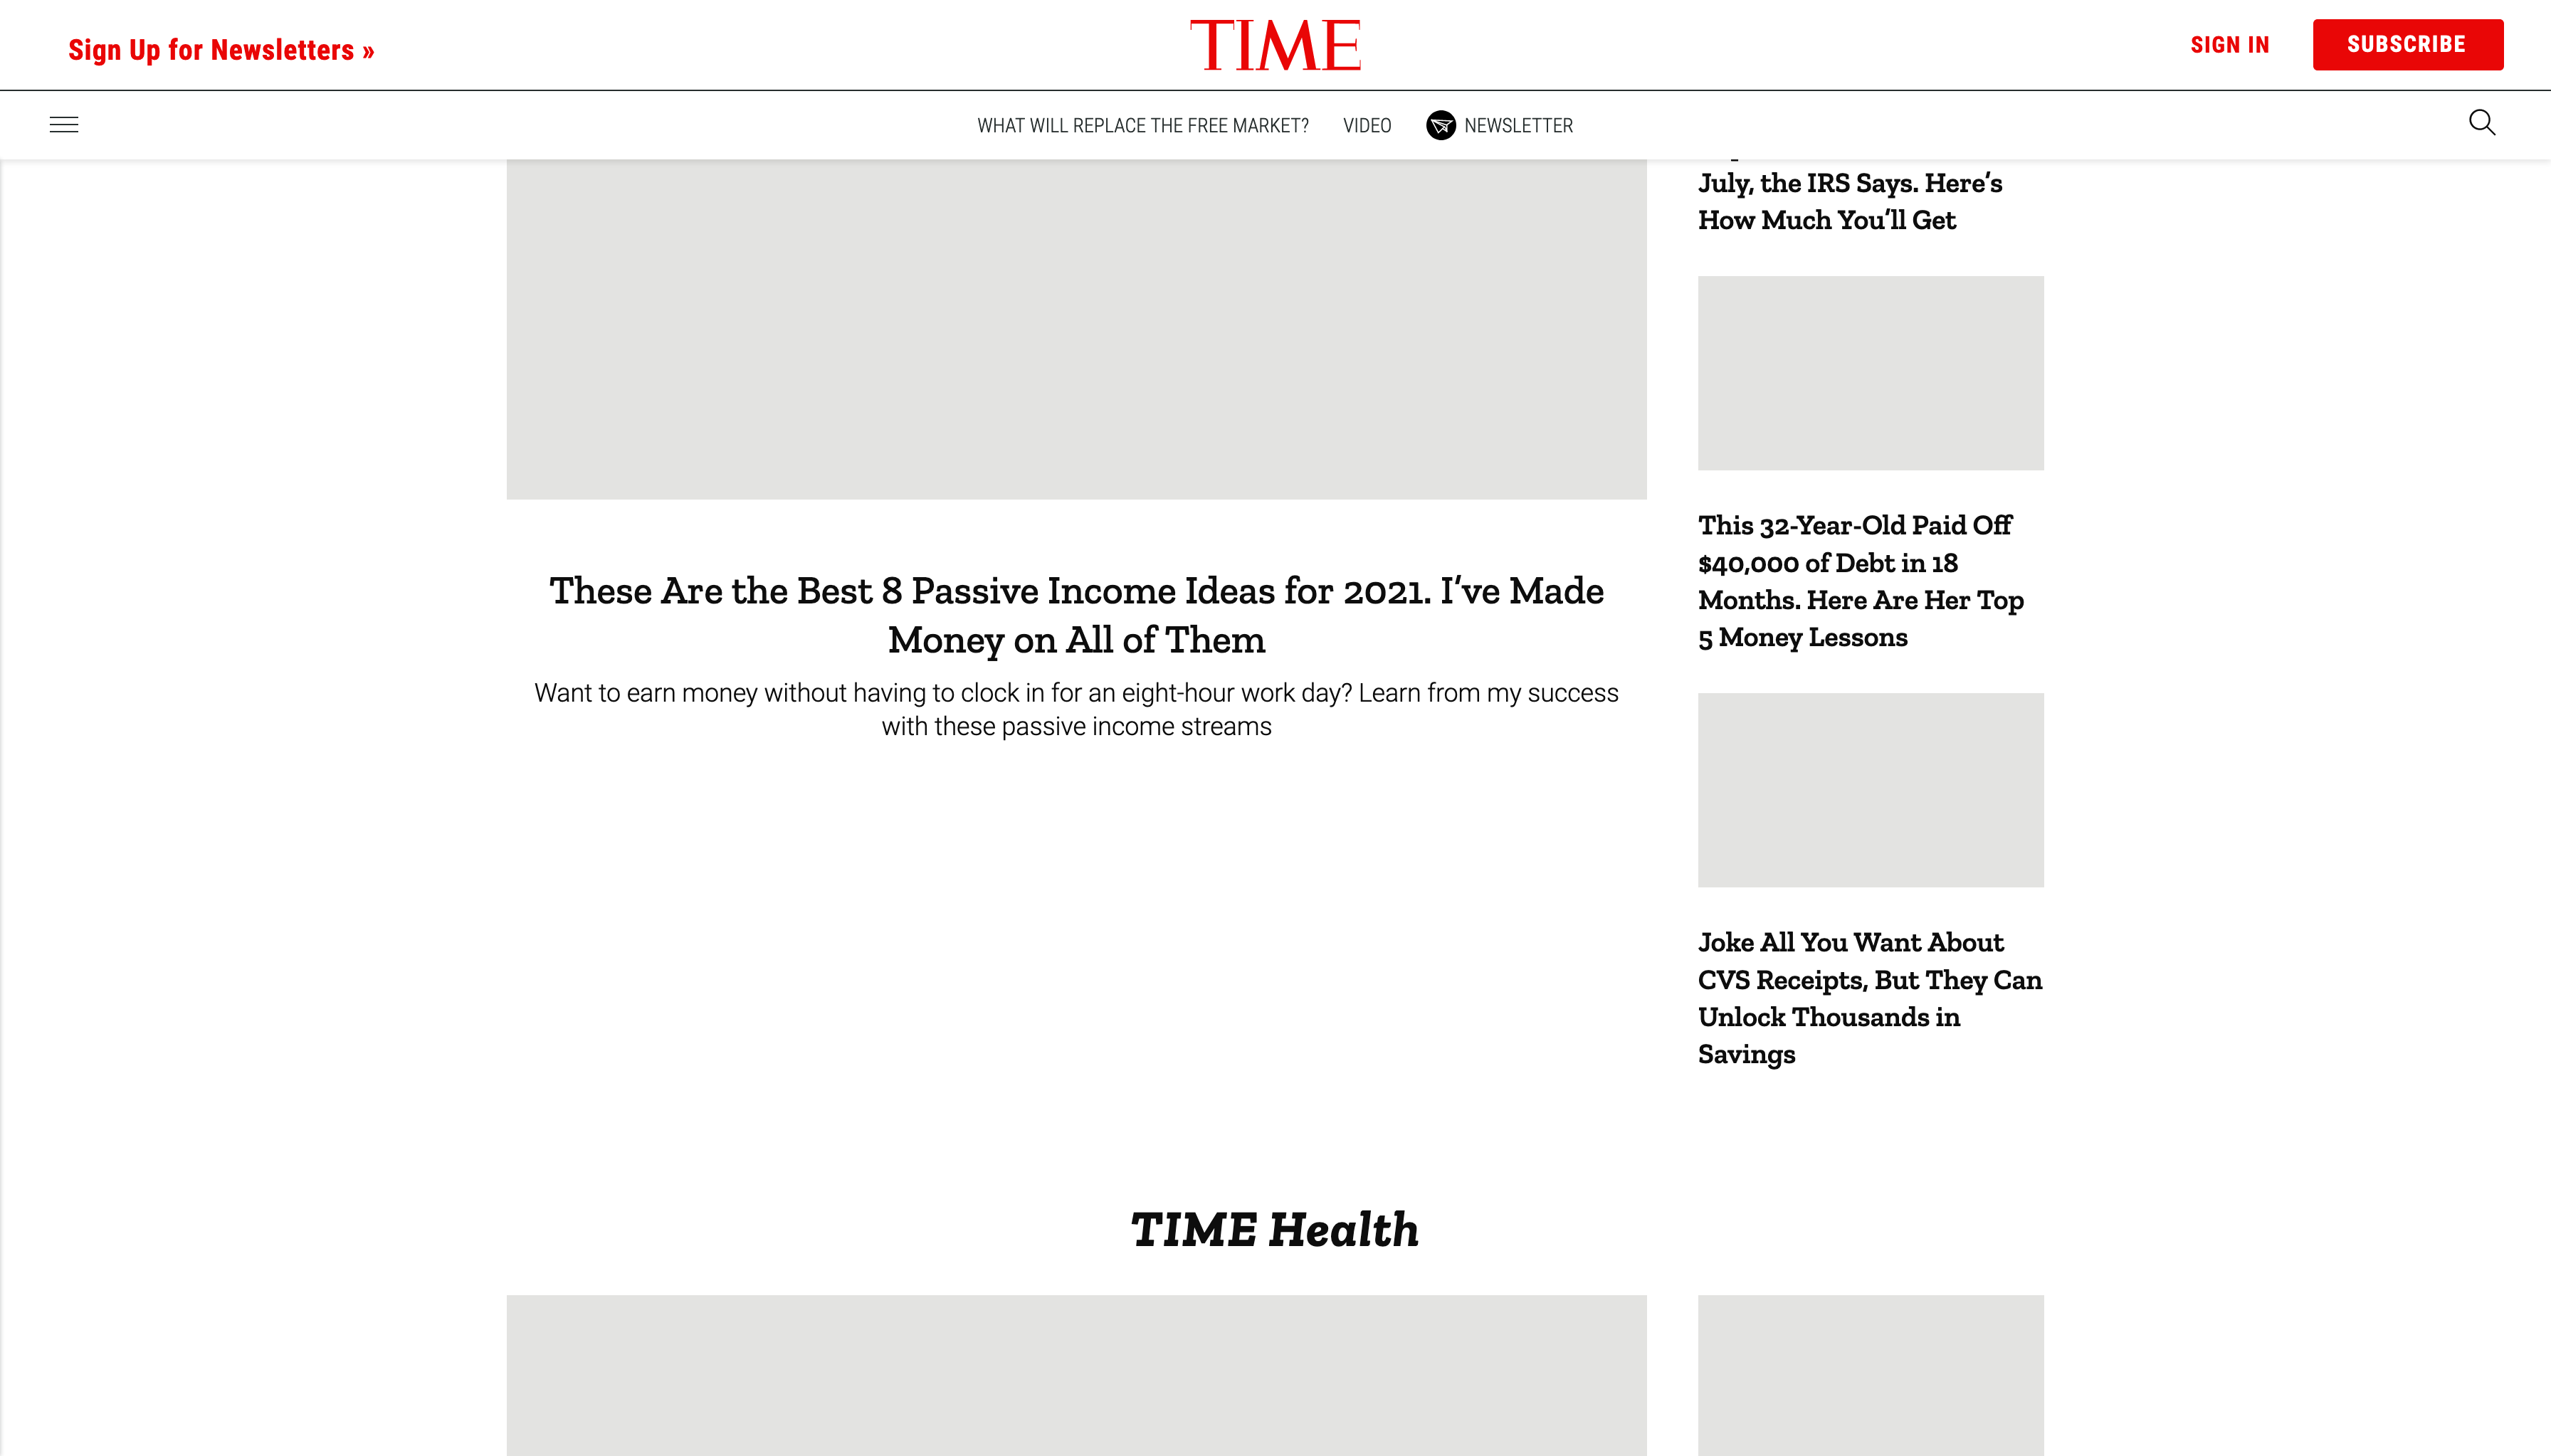 Sign Up for Newsletters »
TIME
SIGN IN
SUBSCRIBE
WHAT WILL REPLACE THE FREE MARKET?
VIDEO
NEWSLETTER
July, the IRS Says. Here’s
How Much You’ll Get
These Are the Best 8 Passive Income Ideas for 2021. I’ve Made
Money on All of Them
Want to earn money without having to clock in for an eight-hour work day? Learn from my success
with these passive income streams
This 32-Year-Old Paid Off
$40,000 of Debt in 18
Months. Here Are Her Top
5 Money Lessons
Joke All You Want About
CVS Receipts, But They Can
Unlock Thousands in
Savings
TIME Health